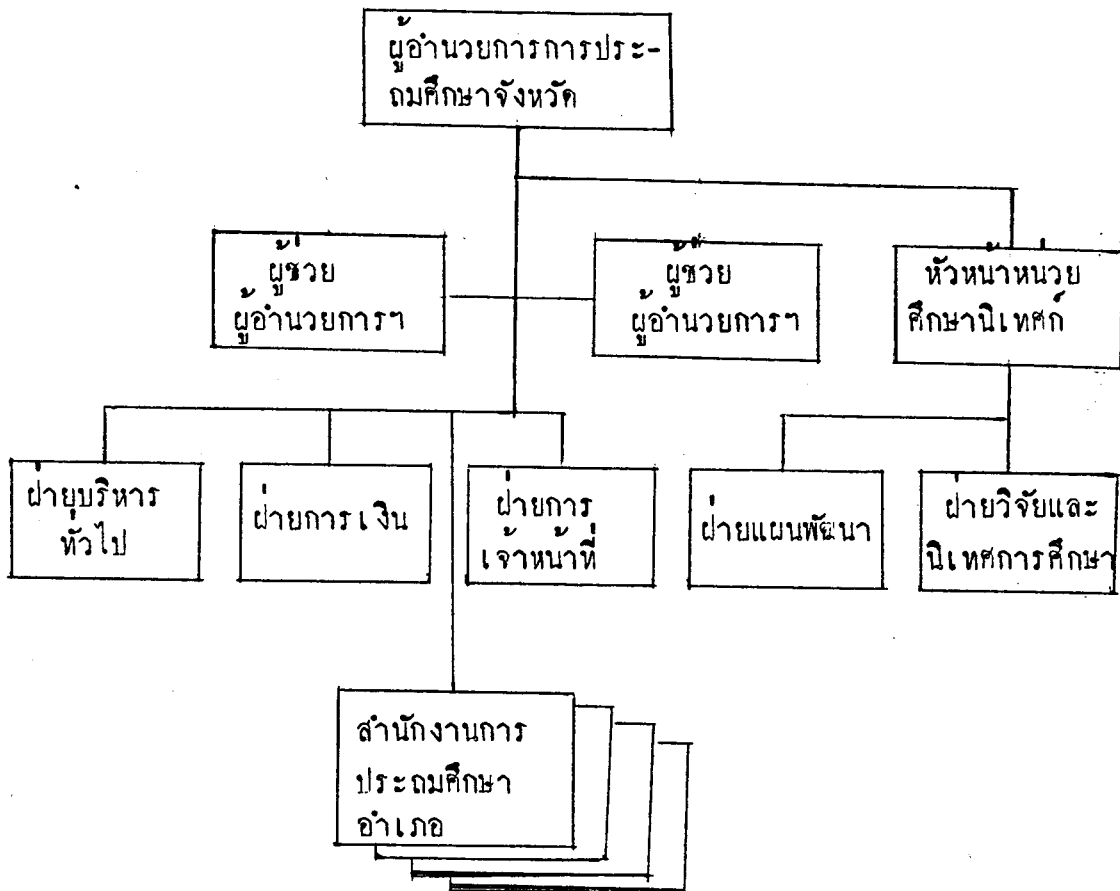 ผู้อำนวยการการประ-
ถมศึกษาจังหวัด
ผู้ช่วย
ผู้อำนวยการฯ
ผู้ช่วย
ผู้อำนวยการฯ
หัวหน้าหน่วย
ศึกษานิเทศก์
ฝ่ายบริหาร
ทั่วไป
ฝ่ายการเงิน
ฝ่ายการ
เจ้าหน้าที่
ฝ่ายแผนพัฒนา
ฝ่ายวิจัยและ
นิเทศการศึกษา
สำนักงานการ
ประถมศึกษา
อำเภอ